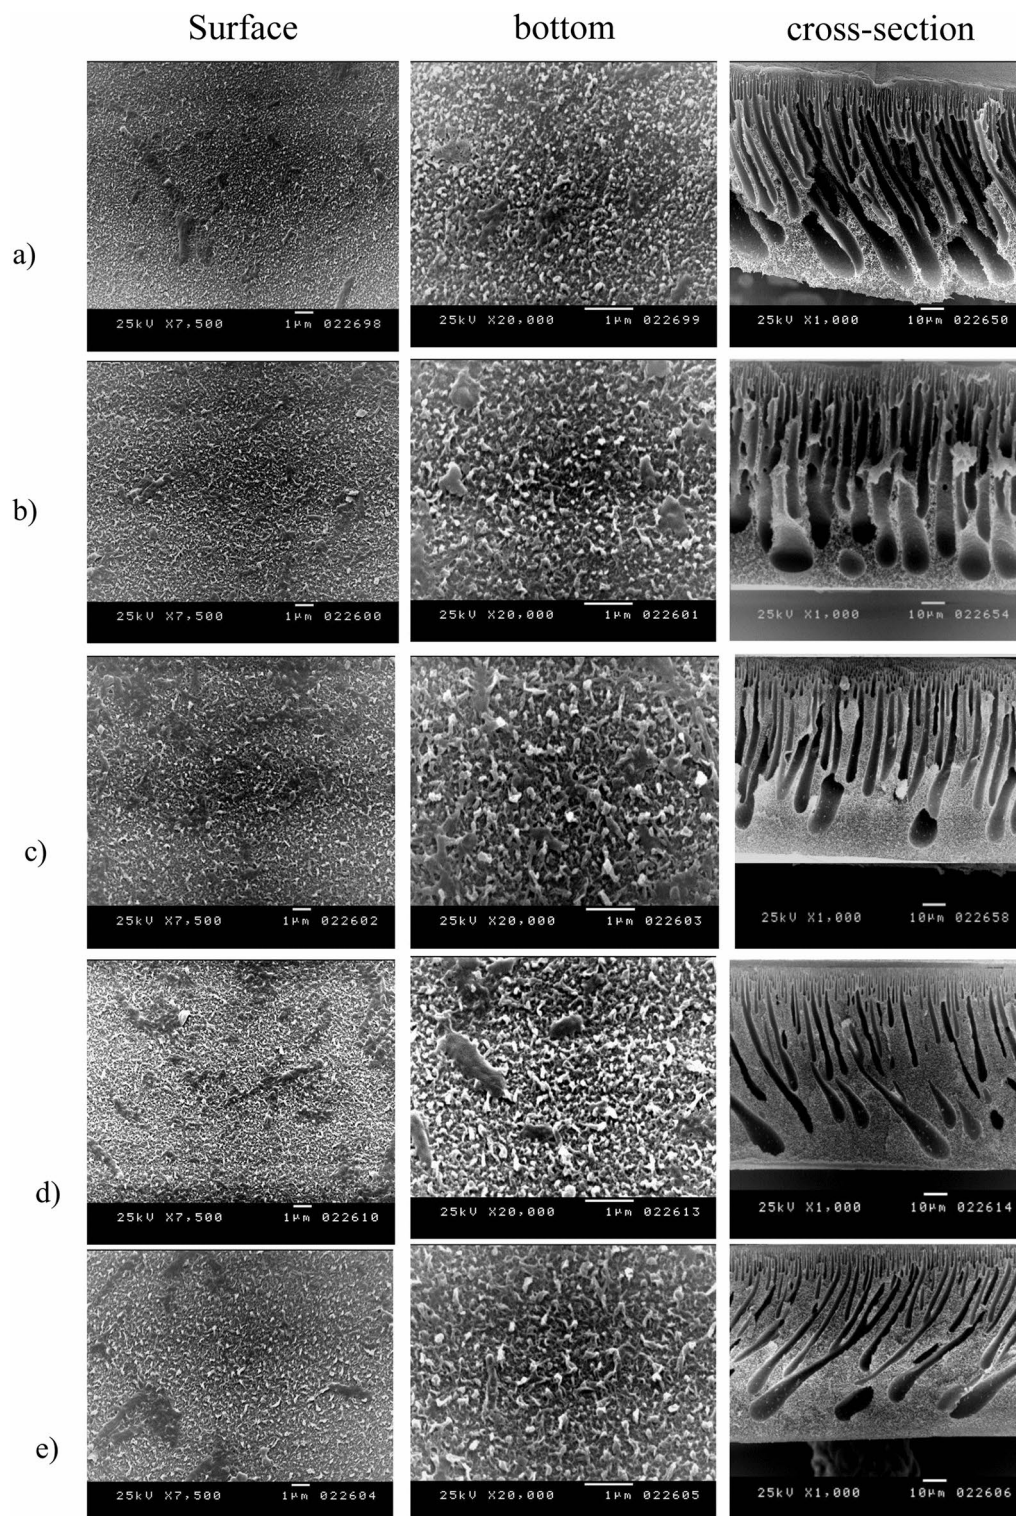 Surface bottom cross-section
a)
25kV X7,500 1μm 022698
25kV X20,000 1μm 022699
25kV X1,000 10μm 022650
b)
25kV X7,500 1μm 022600
25kV X20,000 1μm 022601
25kV X1,000 10μm 022654
c)
25kV X7,500 1μm 022602
25kV X20,000 1μm 022603
25kV X1,000 10μm 022658
d)
25kV X7,500 1μm 022610
25kV X20,000 1μm 022613
25kV X1,000 10μm 022614
e)
25kV X7,500 1μm 022604
25kV X20,000 1μm 022605
25kV X1,000 10μm 022606